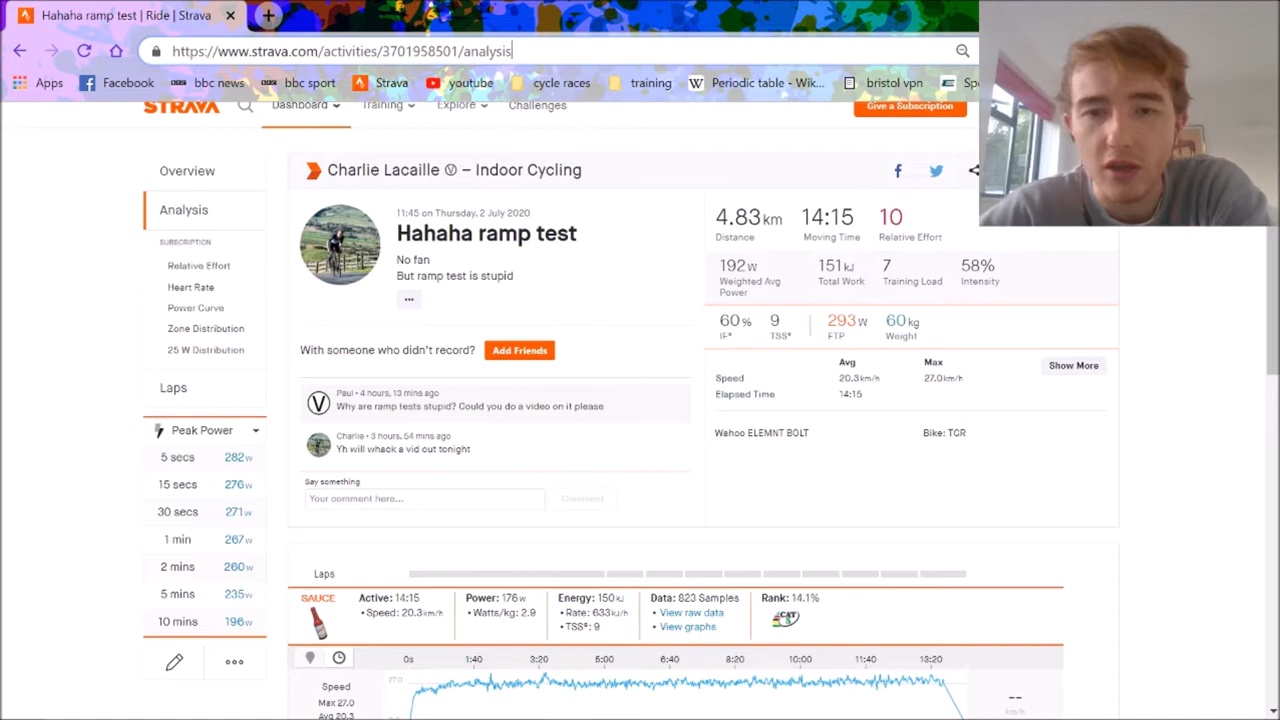 Hahaha ramp test | Ride | Strava
https://www.strava.com/activities/3701958501/analysis
Apps Facebook bbc news bbc sport Strava youtube cycle races training Periodic table - Wik... bristol vpn
STRAVA Dashboard Training Explore Challenges Give a Subscription
Overview
Analysis
SUBSCRIPTION
Relative Effort
Heart Rate
Power Curve
Zone Distribution
25 W Distribution
Laps
Peak Power
5 secs 282w
15 secs 276w
30 secs 271w
1 min 267w
2 mins 260w
5 mins 235w
10 mins 196w
Charlie Lacaille – Indoor Cycling
11:45 on Thursday, 2 July 2020
Hahaha ramp test
No fan
But ramp test is stupid
With someone who didn't record? Add Friends
Paul • 4 hours, 13 mins ago
Why are ramp tests stupid? Could you do a video on it please
Charlie • 3 hours, 54 mins ago
Yh will whack a vid out tonight
Say something
Your comment here... Comment
4.83km 14:15 10
Distance Moving Time Relative Effort
192w 151kJ 7 58%
Weighted Avg Power Total Work Training Load Intensity
60% 9 293w 60kg
IF® TSS® FTP Weight
Avg Max Show More
Speed 20.3km/h 27.0km/h
Elapsed Time 14:15
Wahoo ELEMNT BOLT Bike: TCR
Laps
SAUCE
Active: 14:15 Power: 176w Energy: 150kJ Data: 823 Samples Rank: 14.1%
• Speed: 20.3km/h • Watts/kg: 2.9 • Rate: 633kJ/h • View raw data CAT 5
• TSS®: 9 • View graphs
0s 1:40 3:20 5:00 6:40 8:20 10:00 11:40 13:20
Speed
Max 27.0
Avg 20.3
27.0
--
km/h